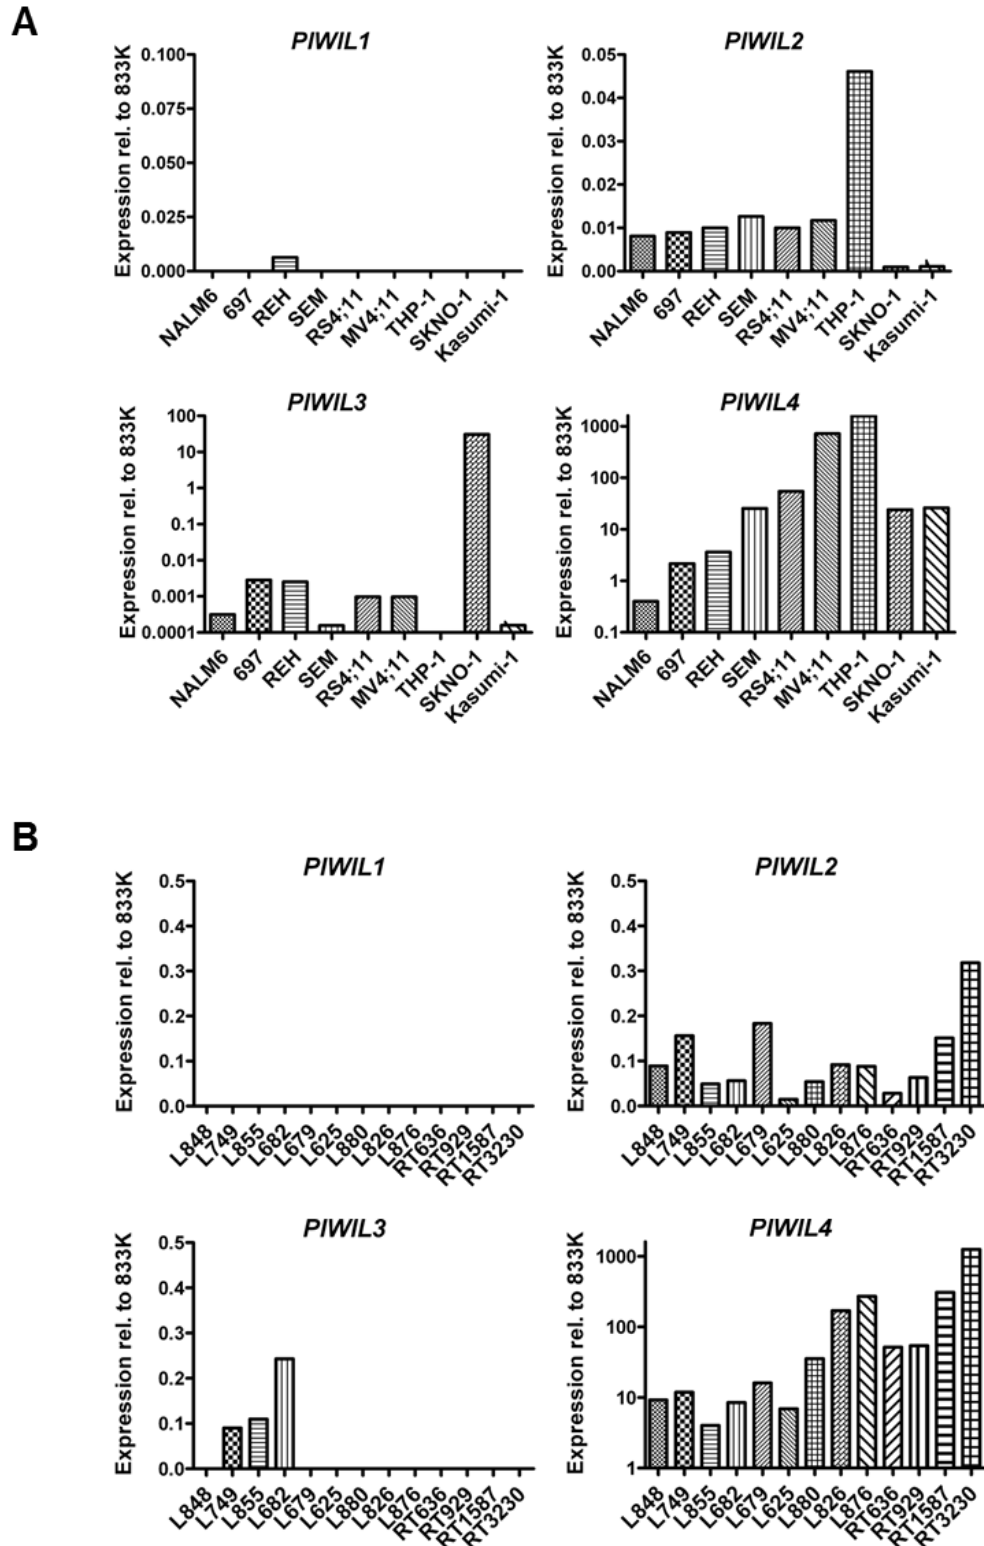 A
PIWIL1
Expression rel. to 833K
0.100
0.075
0.050
0.025
0.000
NALM6
697
REH
SEM
RS4;11
MV4;11
THP-1
SKNO-1
Kasumi-1
PIWIL2
Expression rel. to 833K
0.05
0.04
0.03
0.02
0.01
0.00
NALM6
697
REH
SEM
RS4;11
MV4;11
THP-1
SKNO-1
Kasumi-1
PIWIL3
Expression rel. to 833K
100
10
1
0.1
0.01
0.001
0.0001
NALM6
697
REH
SEM
RS4;11
MV4;11
THP-1
SKNO-1
Kasumi-1
PIWIL4
Expression rel. to 833K
1000
100
10
1
0.1
NALM6
697
REH
SEM
RS4;11
MV4;11
THP-1
SKNO-1
Kasumi-1
B
PIWIL1
Expression rel. to 833K
0.5
0.4
0.3
0.2
0.1
0.0
L848
L749
L855
L682
L679
L625
L880
L826
L876
RT636
RT929
RT1587
RT3230
PIWIL2
Expression rel. to 833K
0.5
0.4
0.3
0.2
0.1
0.0
L848
L749
L855
L682
L679
L625
L880
L826
L876
RT636
RT929
RT1587
RT3230
PIWIL3
Expression rel. to 833K
0.5
0.4
0.3
0.2
0.1
0.0
L848
L749
L855
L682
L679
L625
L880
L826
L876
RT636
RT929
RT1587
RT3230
PIWIL4
Expression rel. to 833K
1000
100
10
1
L848
L749
L855
L682
L679
L625
L880
L826
L876
RT636
RT929
RT1587
RT3230